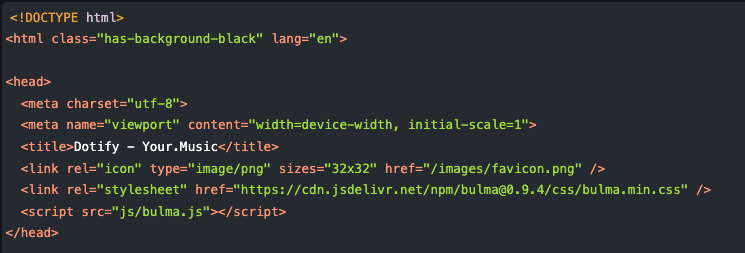 <!DOCTYPE html>
<html class="has-background-black" lang="en">
<head>
<meta charset="utf-8">
<meta name="viewport" content="width=device-width, initial-scale=1">
<title>Dotify - Your.Music</title>
<link rel="icon" type="image/png" sizes="32x32" href="/images/favicon.png" />
<link rel="stylesheet" href="https://cdn.jsdelivr.net/npm/bulma@0.9.4/css/bulma.min.css" />
<script src="js/bulma.js"></script>
</head>